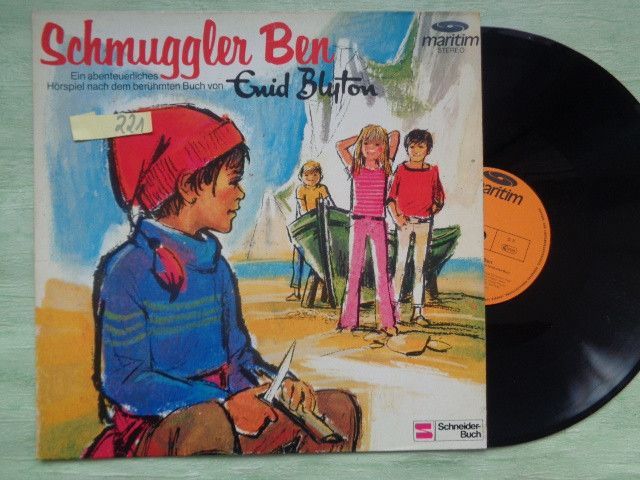 Schmuggler Ben
Ein abenteuerliches
Hörspiel nach dem berühmten Buch von
Enid Blyton
maritim
STEREO
221
maritim
Schneider-
Buch